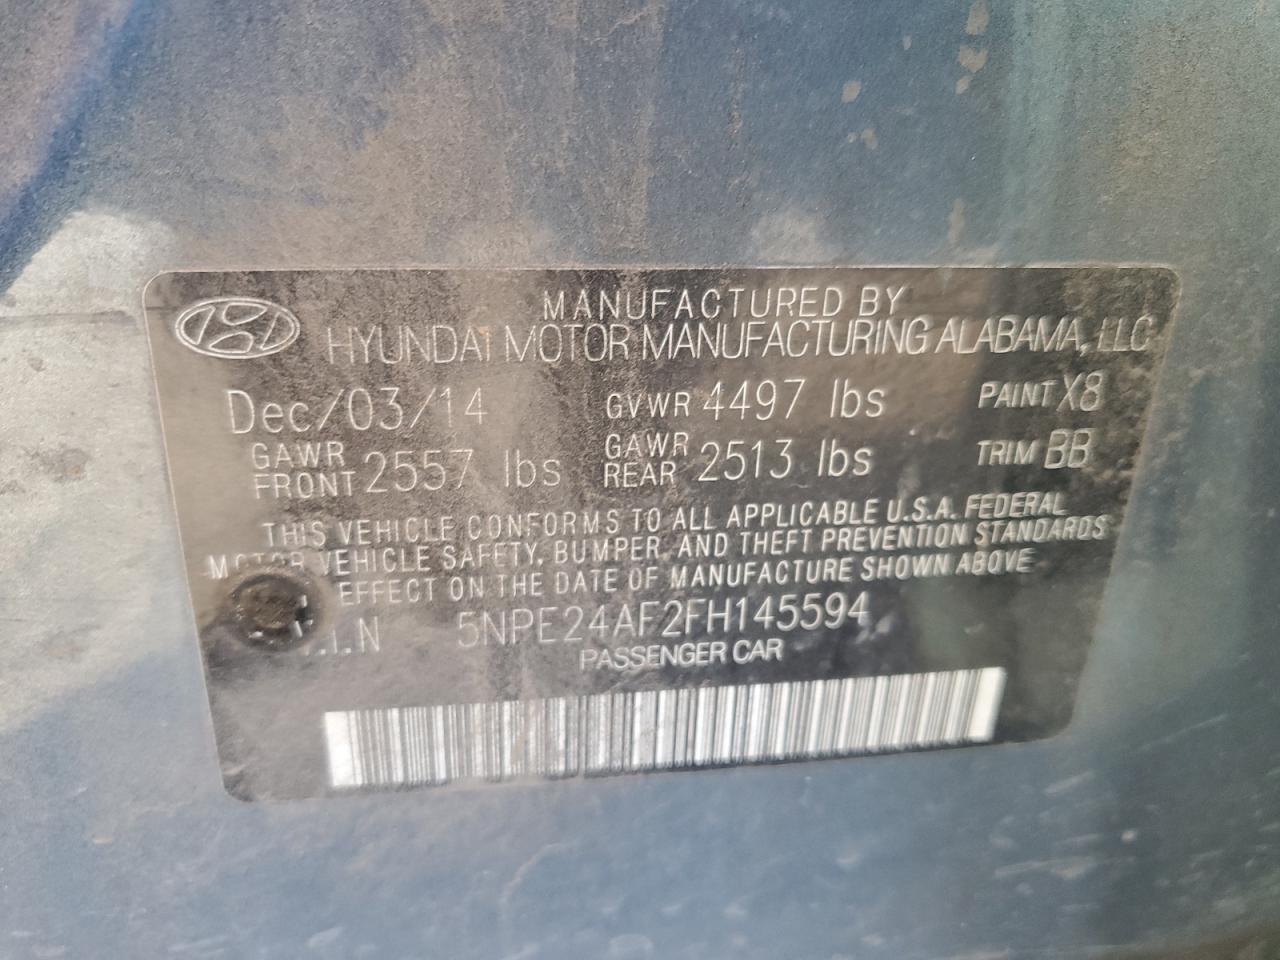 MANUFACTURED BY
HYUNDAI MOTOR MANUFACTURING ALABAMA, LLC
Dec/03/14 GVWR 4497 lbs PAINT X8
GAWR FRONT 2557 lbs GAWR REAR 2513 lbs TRIM BB
THIS VEHICLE CONFORMS TO ALL APPLICABLE U.S.A. FEDERAL
MOTOR VEHICLE SAFETY, BUMPER, AND THEFT PREVENTION STANDARDS
EFFECT ON THE DATE OF MANUFACTURE SHOWN ABOVE
.I.N 5NPE24AF2FH145594
PASSENGER CAR